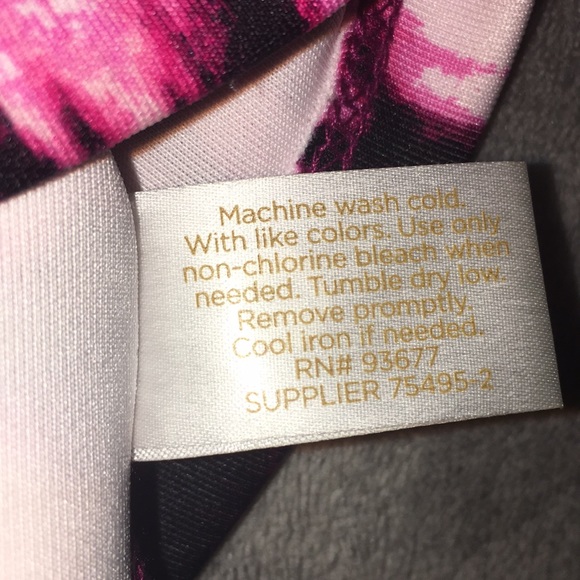 Machine wash cold.
With like colors. Use only
non-chlorine bleach when
needed. Tumble dry low.
Remove promptly.
Cool iron if needed.
RN# 93677
SUPPLIER 75495-2